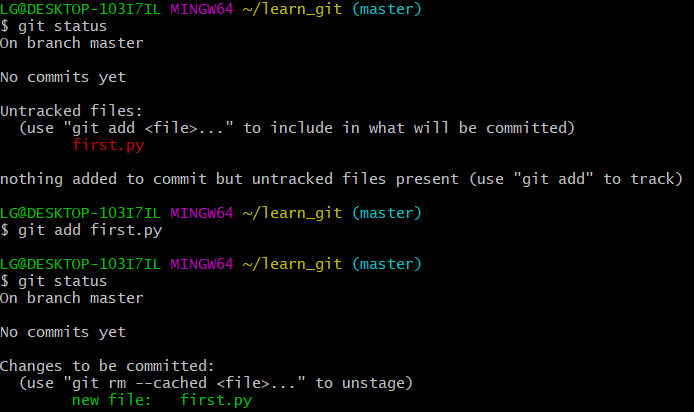 LG@DESKTOP-103I7IL MINGW64 ~/learn_git (master)
$ git status
On branch master
No commits yet
Untracked files:
(use "git add <file>..." to include in what will be committed)
first.py
nothing added to commit but untracked files present (use "git add" to track)
LG@DESKTOP-103I7IL MINGW64 ~/learn_git (master)
$ git add first.py
LG@DESKTOP-103I7IL MINGW64 ~/learn_git (master)
$ git status
On branch master
No commits yet
Changes to be committed:
(use "git rm --cached <file>..." to unstage)
new file:   first.py